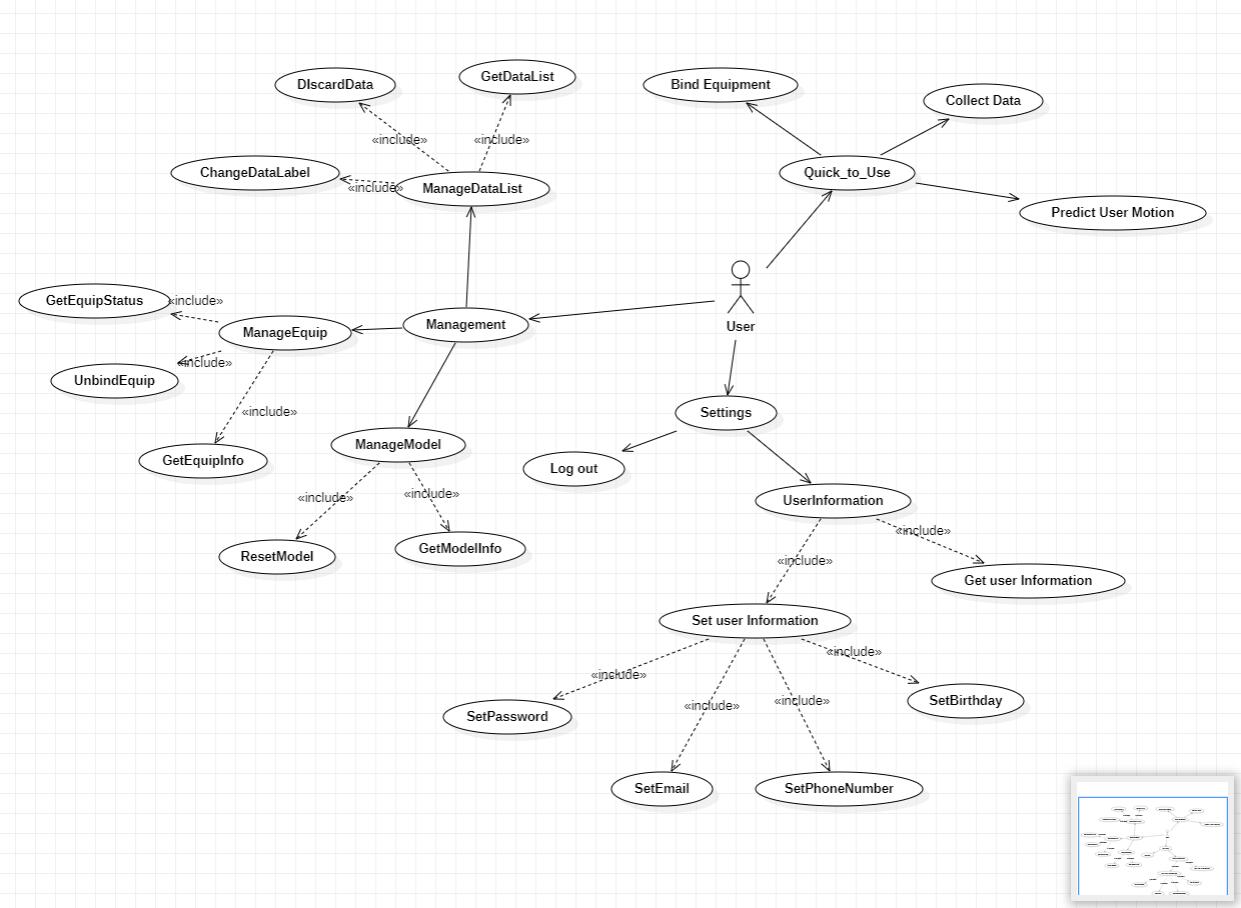 DIscardData
GetDataList
Bind Equipment
Collect Data
«include»
«include»
ChangeDataLabel
«include»
ManageDataList
Quick_to_Use
Predict User Motion
GetEquipStatus
«include»
ManageEquip
Management
User
UnbindEquip
«include»
«include»
GetEquipInfo
ManageModel
Settings
Log out
«include»
«include»
UserInformation
ResetModel
GetModelInfo
«include»
«include»
Get user Information
Set user Information
«include»
«include»
«include»
«include»
SetPassword
SetBirthday
SetEmail
SetPhoneNumber